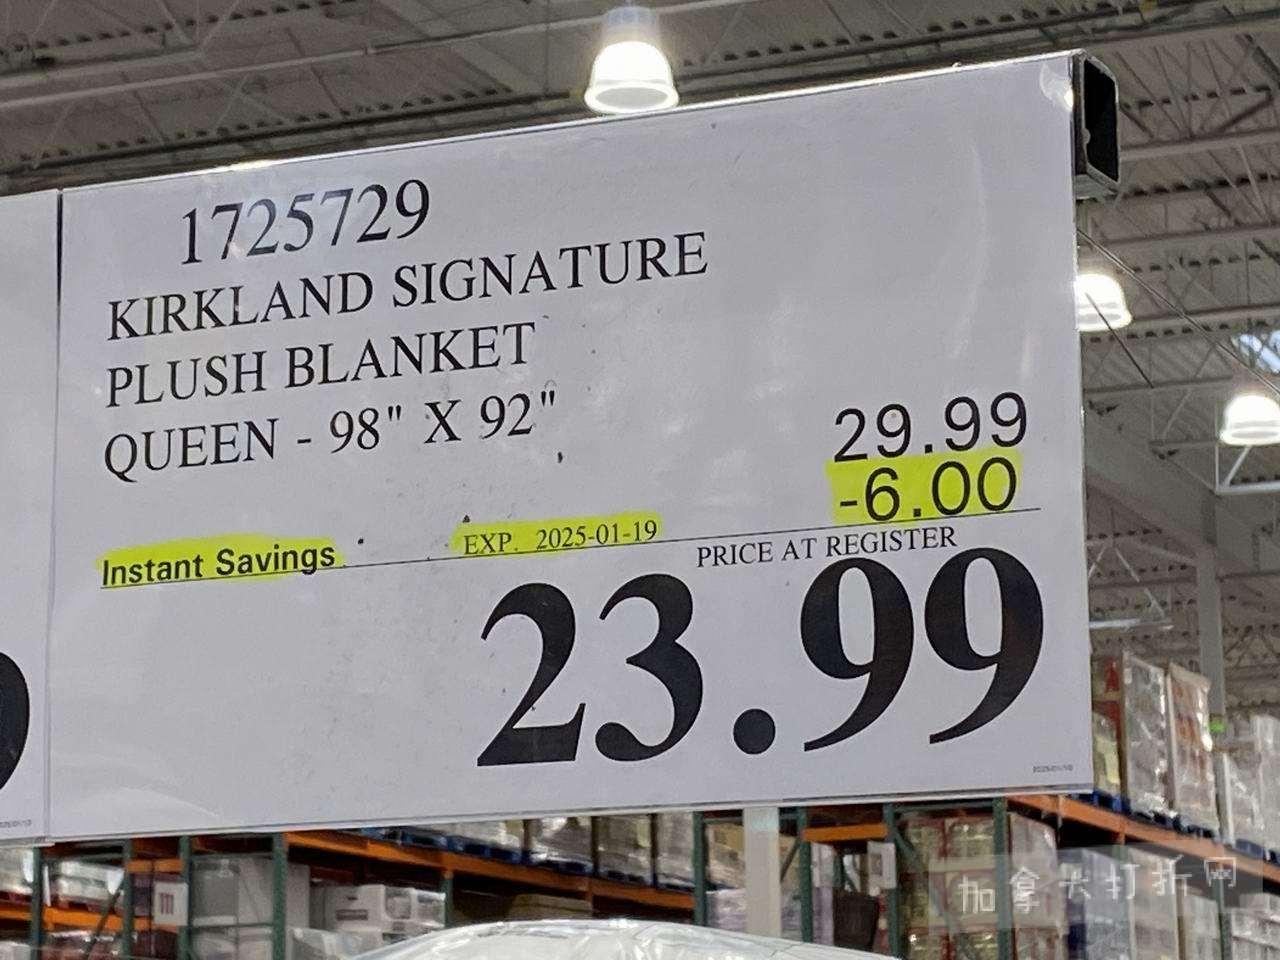 1725729
KIRKLAND SIGNATURE
PLUSH BLANKET
QUEEN - 98" X 92"
29.99
-6.00
Instant Savings EXP. 2025-01-19
PRICE AT REGISTER
23.99
加拿大打折网